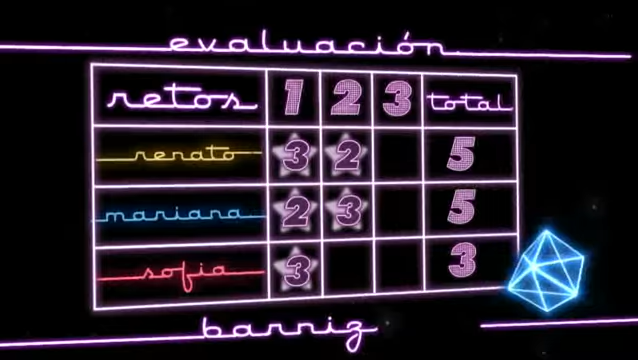 evaluación
retos 1 2 3 total
renato 3 2 5
mariana 2 3 5
sofia 3 3
barniz